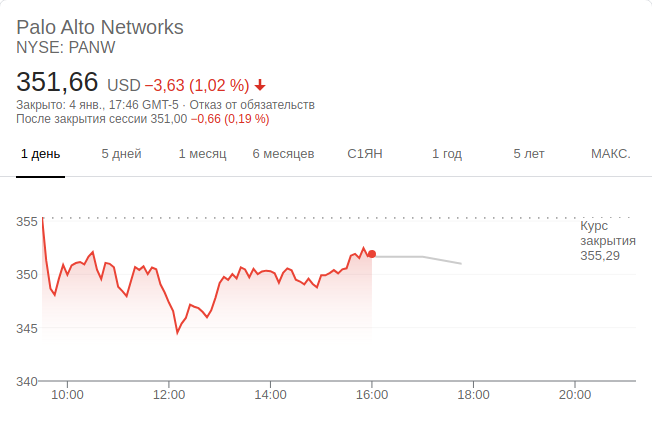 Palo Alto Networks
NYSE: PANW
351,66 USD −3,63 (1,02 %)
Закрыто: 4 янв., 17:46 GMT-5 · Отказ от обязательств
После закрытия сессии 351,00 −0,66 (0,19 %)
1 день 5 дней 1 месяц 6 месяцев С1ЯН 1 год 5 лет МАКС.
355
Курс
закрытия
355,29
350
345
340
10:00 12:00 14:00 16:00 18:00 20:00